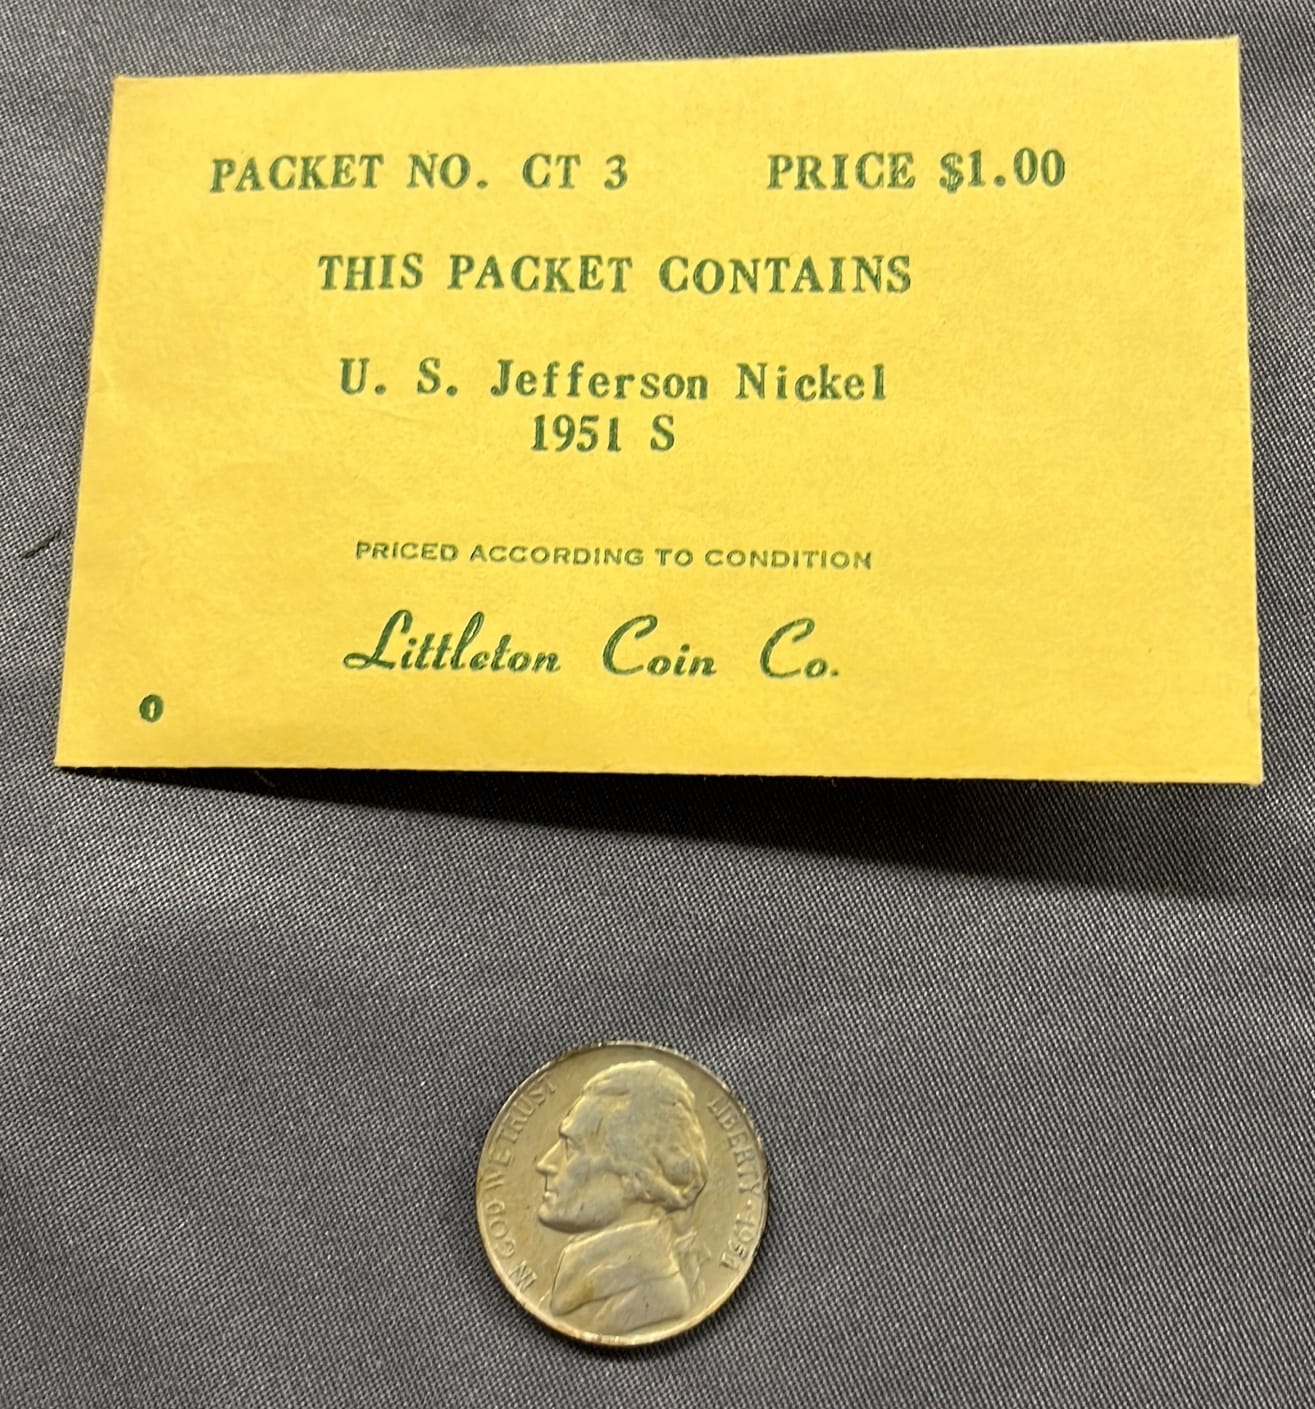 PACKET NO. CT 3 PRICE $1.00
THIS PACKET CONTAINS
U. S. Jefferson Nickel
1951 S
PRICED ACCORDING TO CONDITION
Littleton Coin Co.
1
IN GOD WE TRUST
LIBERTY • 1951